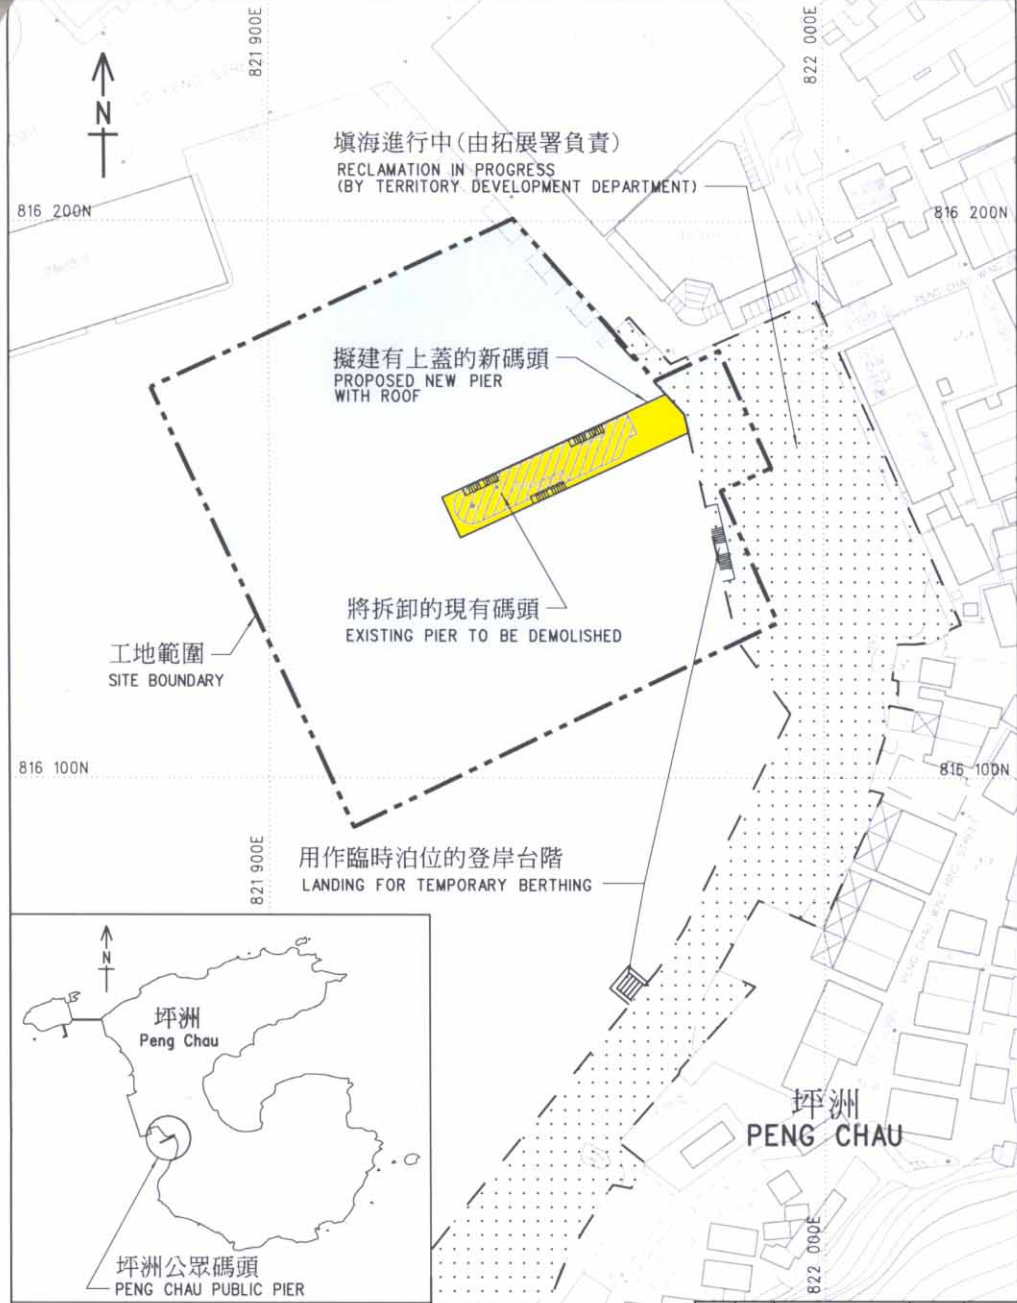 821 900E
822 000E
N
填海進行中(由拓展署負責)
RECLAMATION IN PROGRESS
(BY TERRITORY DEVELOPMENT DEPARTMENT)
816 200N
816 200N
擬建有上蓋的新碼頭
PROPOSED NEW PIER
WITH ROOF
將拆卸的現有碼頭
EXISTING PIER TO BE DEMOLISHED
工地範圍
SITE BOUNDARY
816 100N
816 100N
821 900E
用作臨時泊位的登岸台階
LANDING FOR TEMPORARY BERTHING
N
坪洲
Peng Chau
坪洲
PENG CHAU
822 000E
坪洲公眾碼頭
PENG CHAU PUBLIC PIER